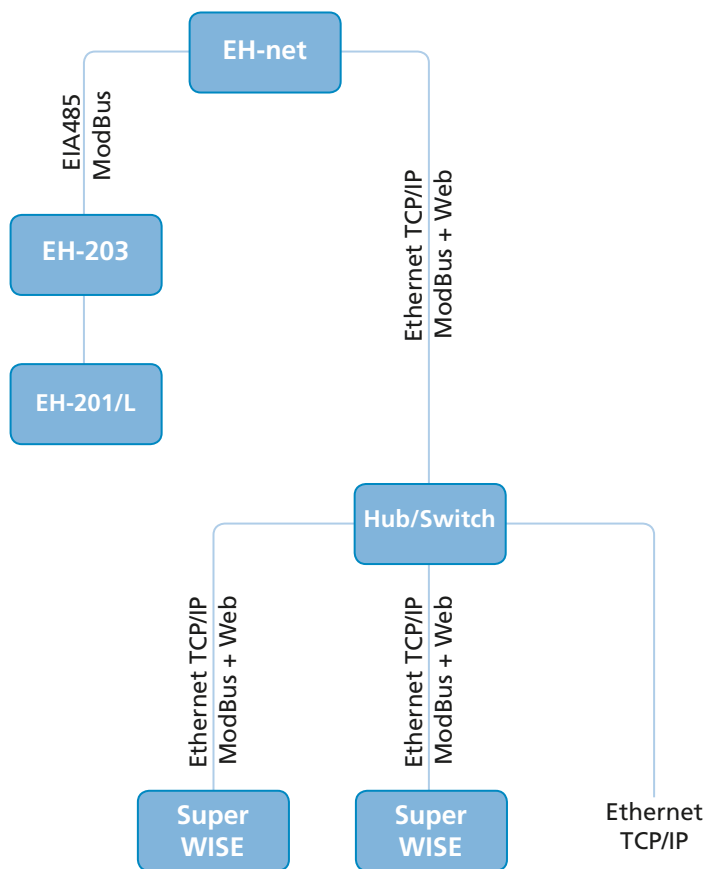 EH-net
EIA485
ModBus
Ethernet TCP/IP
ModBus + Web
EH-203
EH-201/L
Hub/Switch
Ethernet TCP/IP
ModBus + Web
Ethernet TCP/IP
ModBus + Web
Super
WISE
Super
WISE
Ethernet
TCP/IP